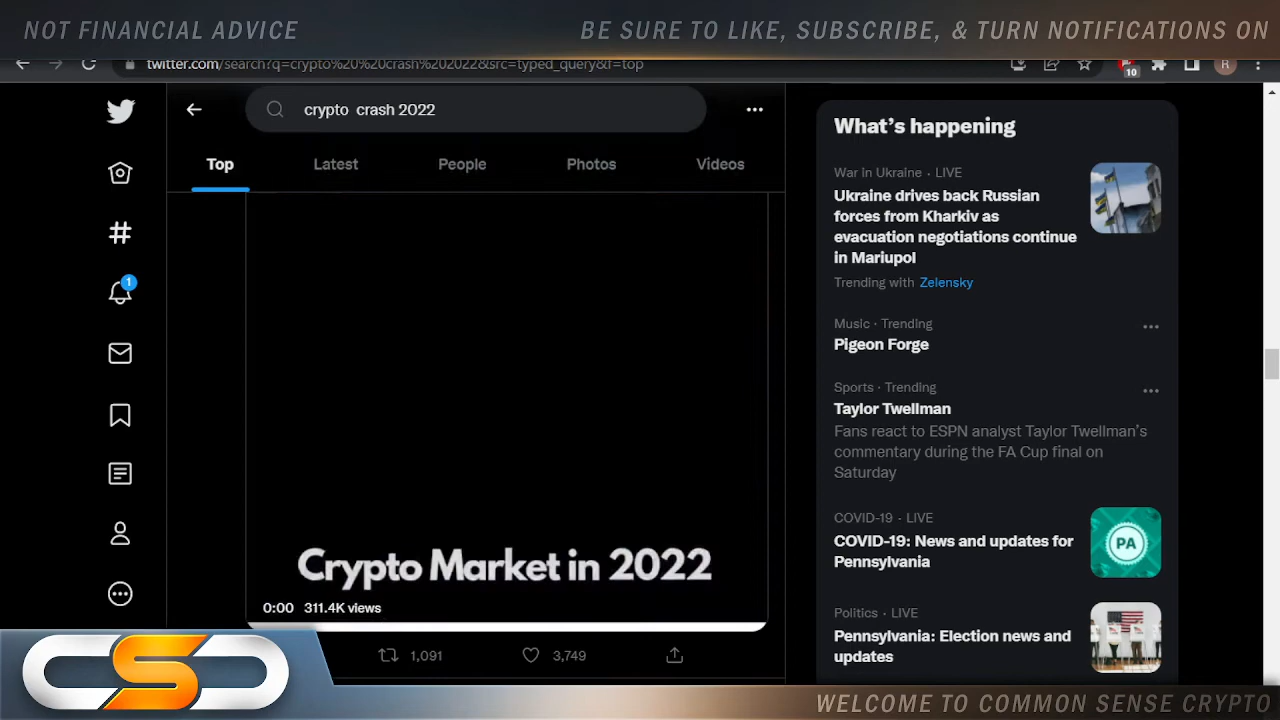 NOT FINANCIAL ADVICE
BE SURE TO LIKE, SUBSCRIBE, & TURN NOTIFICATIONS ON
twitter.com/search?q=crypto%20%20crash%202022&src=typed_query&f=top
10
R
crypto  crash 2022
Top
Latest
People
Photos
Videos
1
Crypto Market in 2022
0:00 311.4K views
1,091
3,749
What's happening
War in Ukraine · LIVE
Ukraine drives back Russian
forces from Kharkiv as
evacuation negotiations continue
in Mariupol
Trending with Zelensky
Music · Trending
Pigeon Forge
Sports · Trending
Taylor Twellman
Fans react to ESPN analyst Taylor Twellman's
commentary during the FA Cup final on
Saturday
COVID-19 · LIVE
COVID-19: News and updates for
Pennsylvania
PA
Politics · LIVE
Pennsylvania: Election news and
updates
CSC
WELCOME TO COMMON SENSE CRYPTO